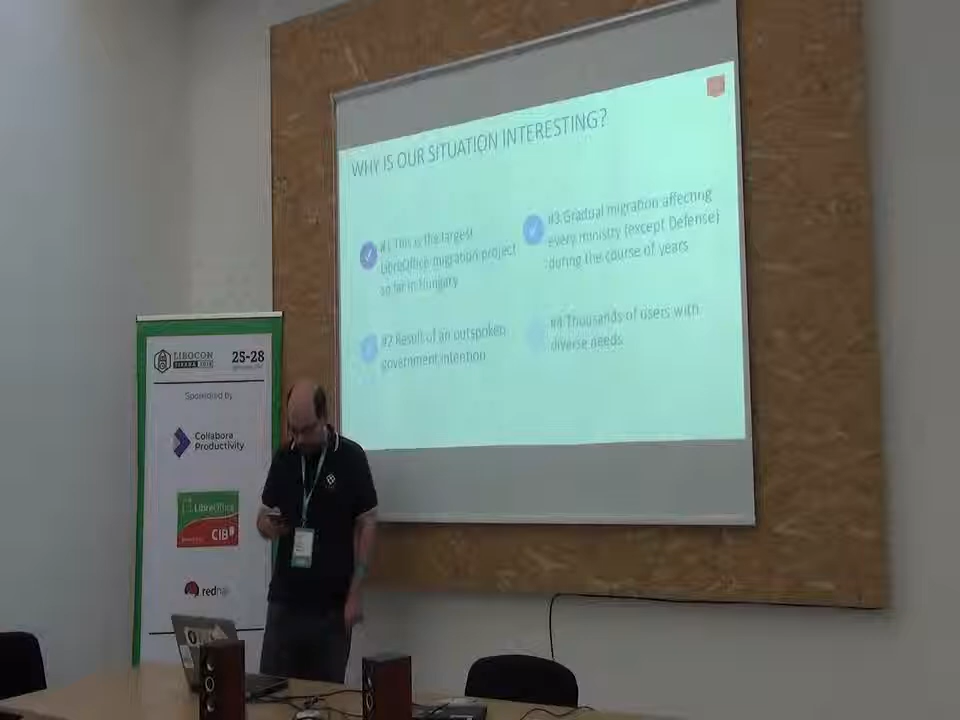 WHY IS OUR SITUATION INTERESTING?
#1 This is the largest
LibreOffice migration project
so far in Hungary
#2 Result of an outspoken
government intention
#3 Gradual migration affecting
every ministry (except Defense)
during the course of years
#4 Thousands of users with
diverse needs
LIBOCON
25-28
Sponsored by
Collabora
Productivity
LibreOffice
CIB
redhat